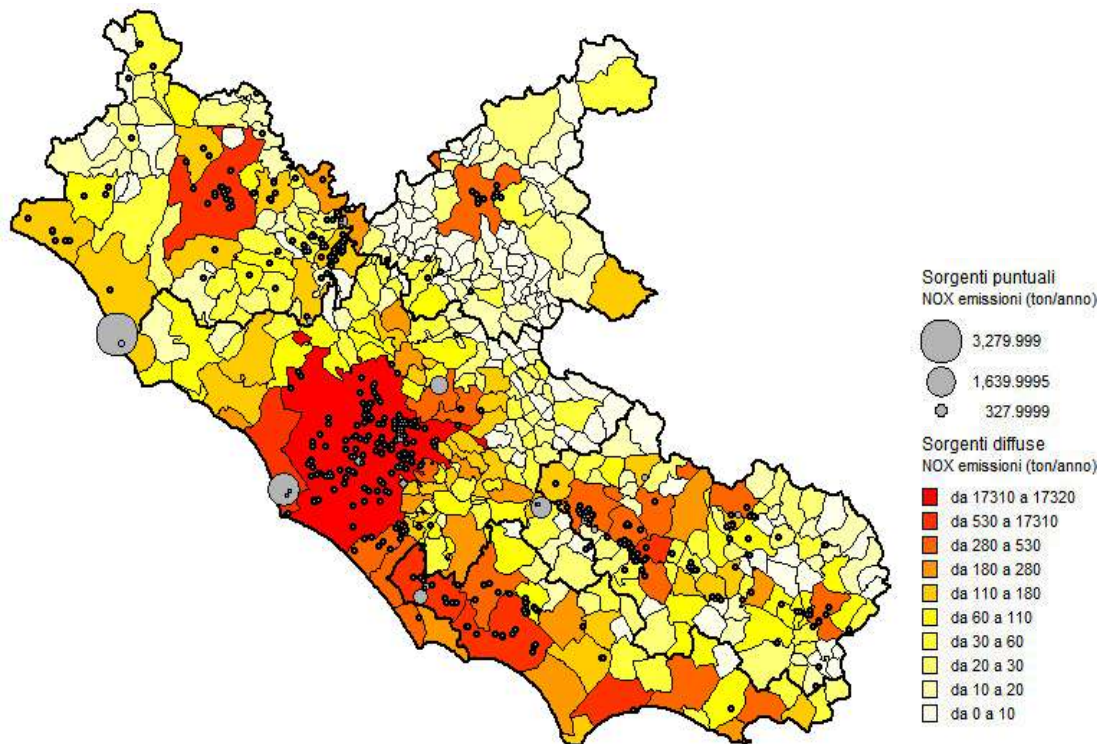 Sorgenti puntuali
NOX emissioni (ton/anno)
3,279.999
1,639.9995
327.9999
Sorgenti diffuse
NOX emissioni (ton/anno)
da 17310 a 17320
da 530 a 17310
da 280 a 530
da 180 a 280
da 110 a 180
da 60 a 110
da 30 a 60
da 20 a 30
da 10 a 20
da 0 a 10